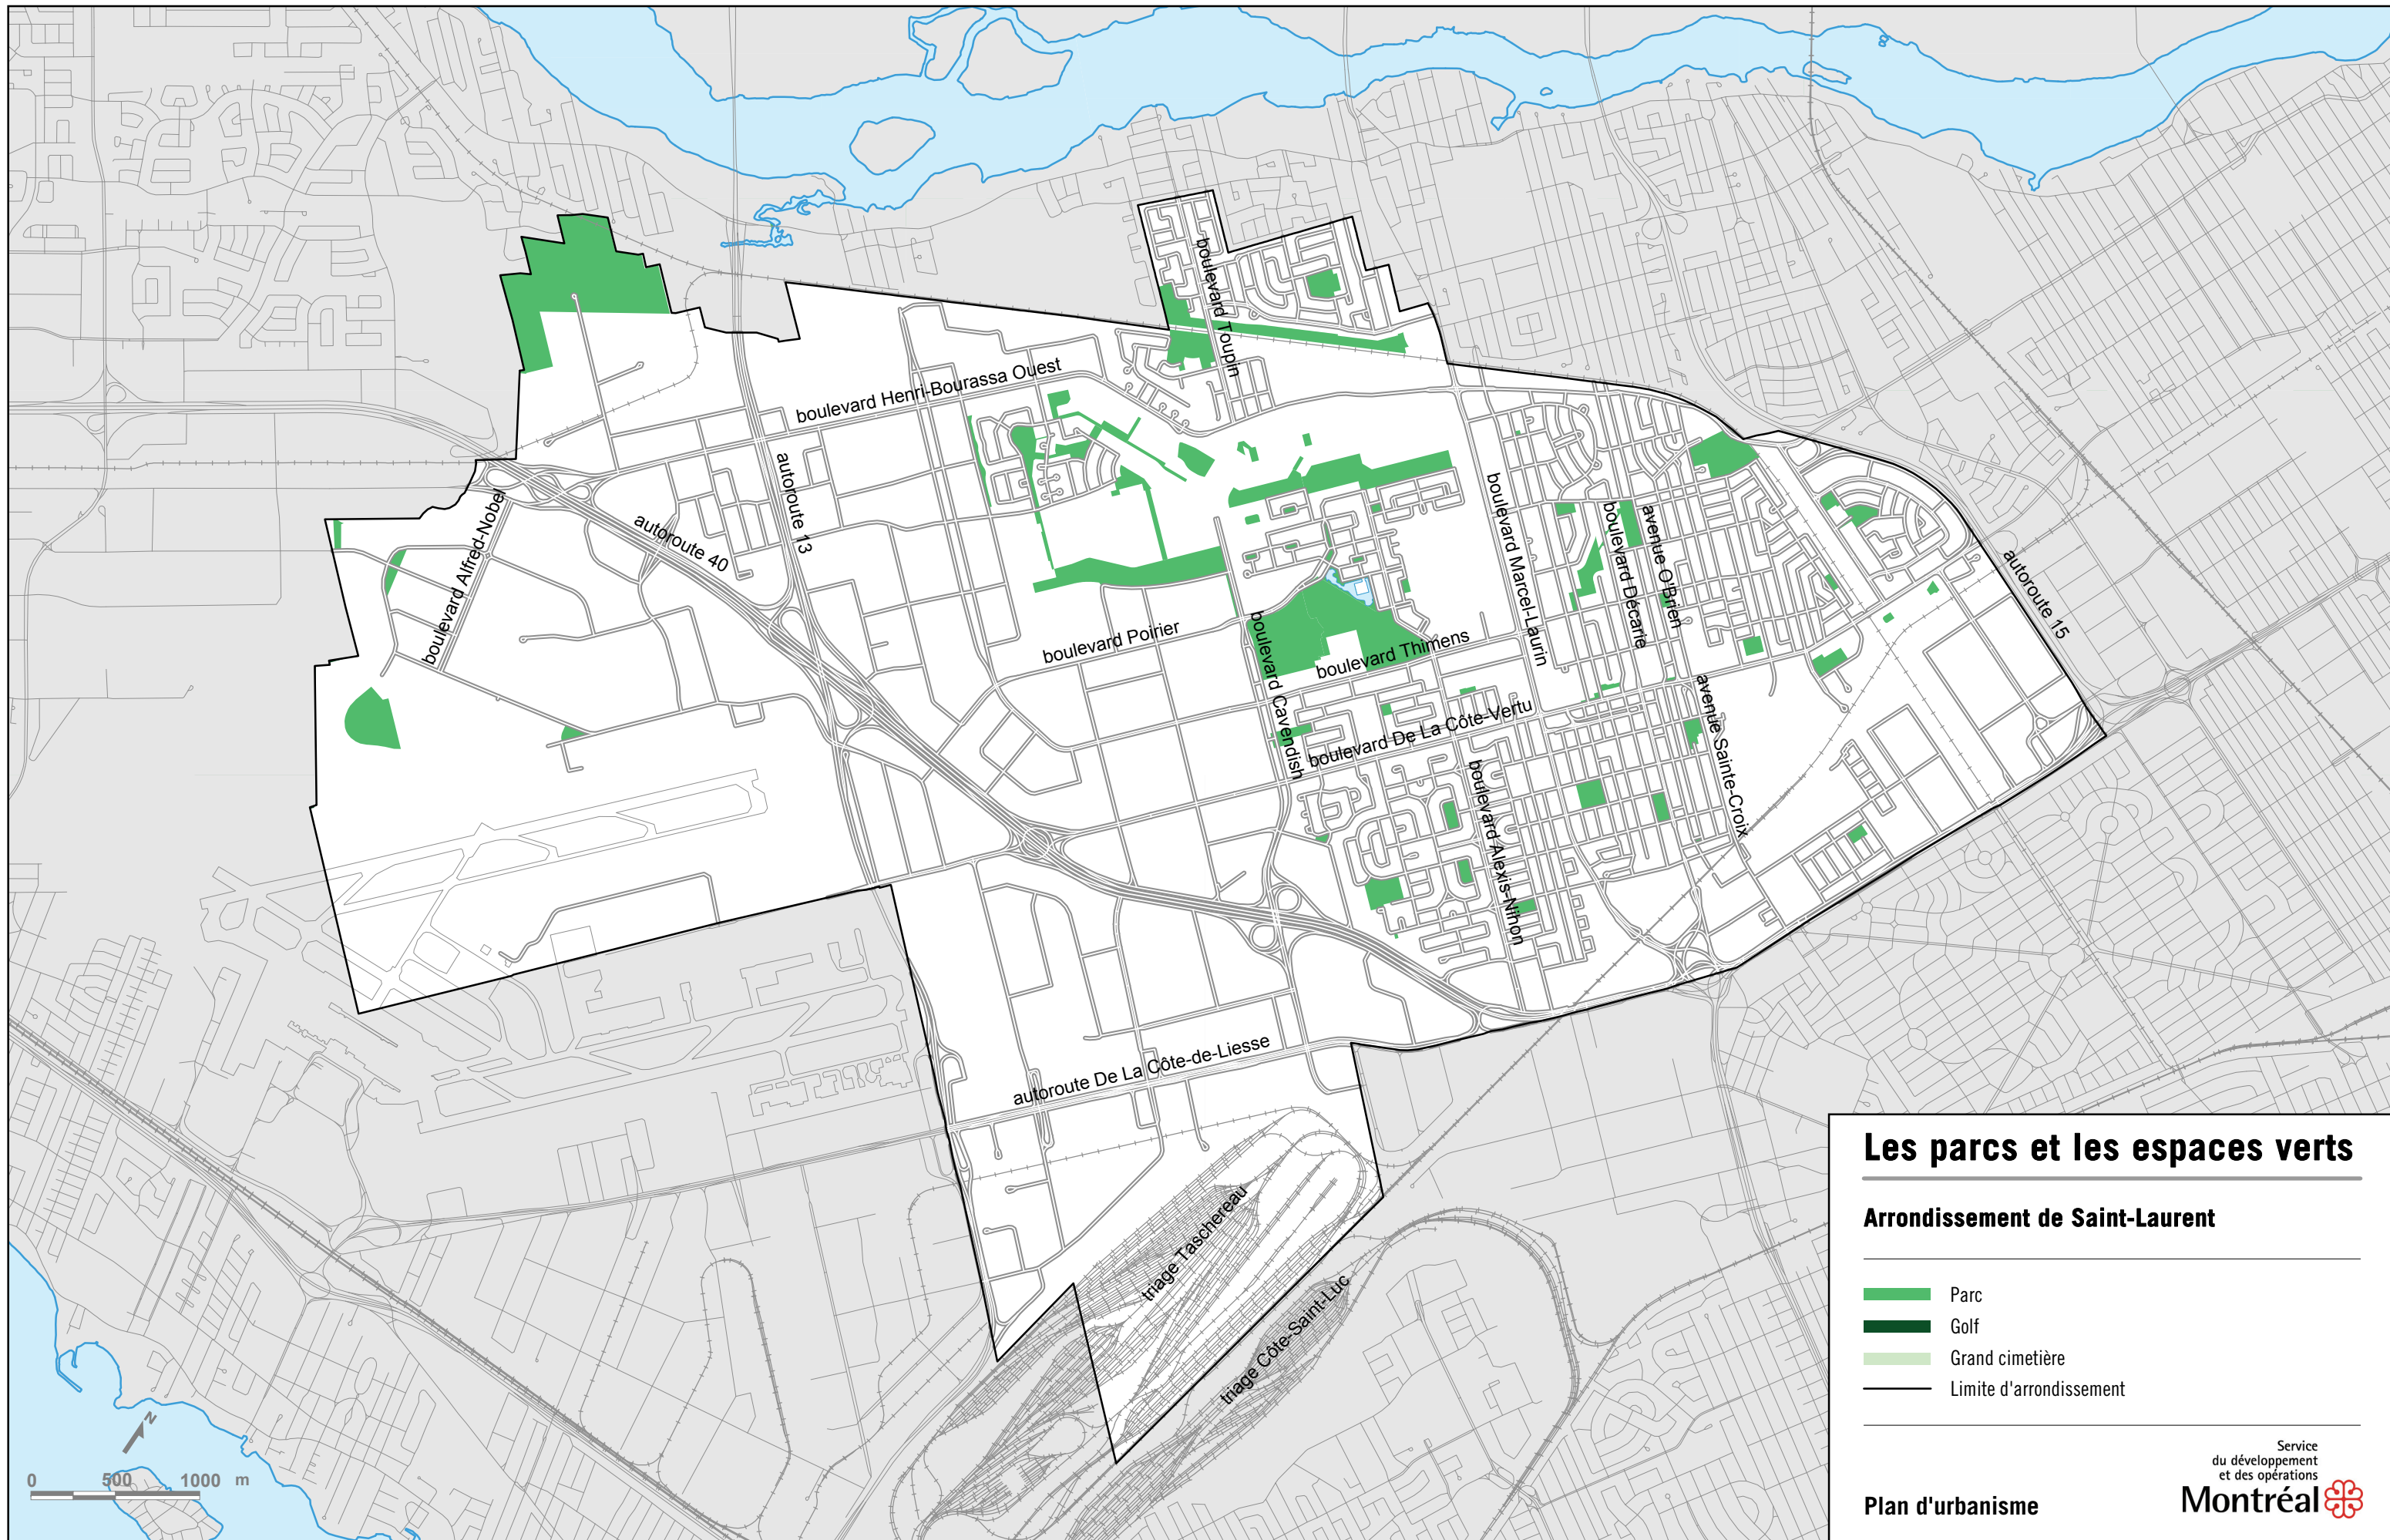 boulevard Toupin
boulevard Henri-Bourassa Ouest
autoroute 13
autoroute 40
boulevard Alfred-Nobel
boulevard Marcel-Laurin
boulevard Décarie
avenue O'Brien
autoroute 15
boulevard Poirier
boulevard Cavendish
boulevard Thimens
boulevard De La Côte-Vertu
avenue Sainte-Croix
boulevard Alexis-Nihon
autoroute De La Côte-de-Liesse
triage Taschereau
triage Côte-Saint-Luc
N
0 500 1000 m
Les parcs et les espaces verts
Arrondissement de Saint-Laurent
Parc
Golf
Grand cimetière
Limite d'arrondissement
Service
du développement
et des opérations
Montréal
Plan d'urbanisme